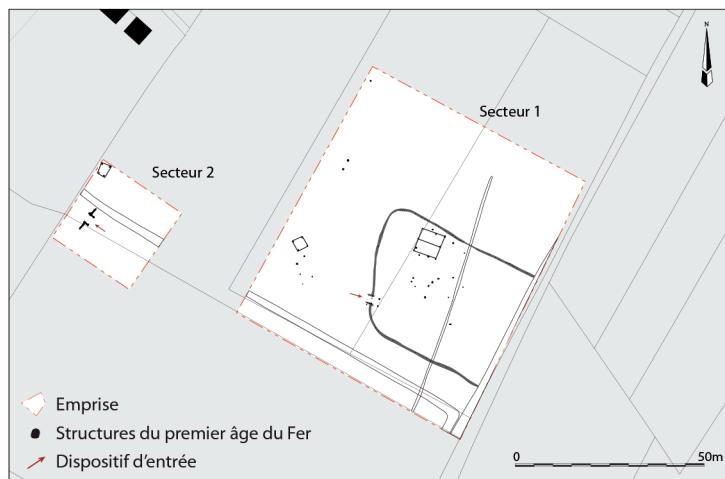 N
Secteur 1
Secteur 2
Emprise
Structures du premier âge du Fer
Dispositif d'entrée
0 50m